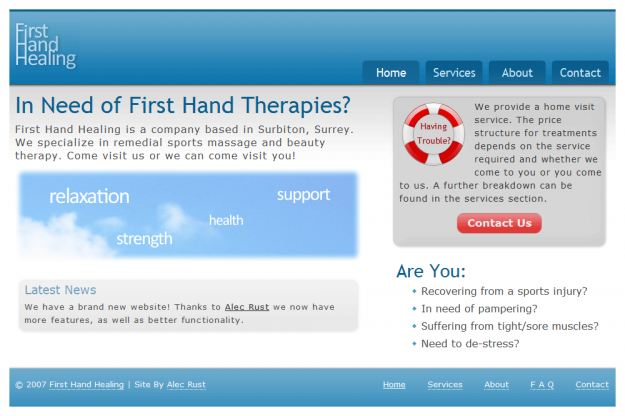 First
Hand
Healing
Home Services About Contact
In Need of First Hand Therapies?
First Hand Healing is a company based in Surbiton, Surrey.
We specialize in remedial sports massage and beauty
therapy. Come visit us or we can come visit you!
relaxation
support
health
strength
Latest News
We have a brand new website! Thanks to Alec Rust we now have
more features, as well as better functionality.
Having
Trouble?
We provide a home visit
service. The price
structure for treatments
depends on the service
required and whether we
come to you or you come
to us. A further breakdown can be
found in the services section.
Contact Us
Are You:
Recovering from a sports injury?
In need of pampering?
Suffering from tight/sore muscles?
Need to de-stress?
© 2007 First Hand Healing | Site By Alec Rust
Home Services About F A Q Contact